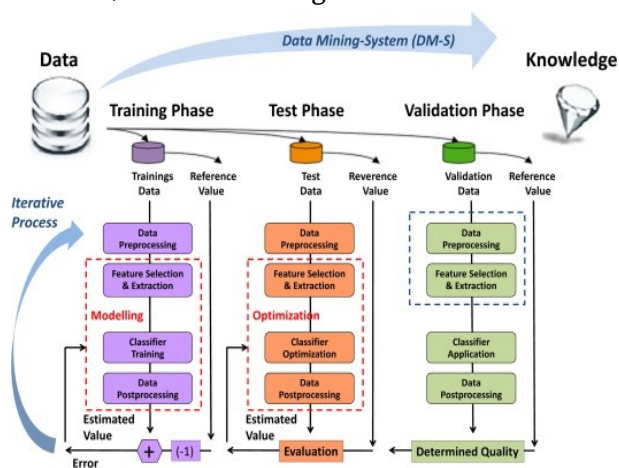 Data Mining-System (DM-S)
Data
Knowledge
Training Phase
Test Phase
Validation Phase
Trainings
Data
Reference
Value
Test
Data
Reverence
Value
Validation
Data
Reference
Value
Iterative
Process
Data
Preprocessing
Feature Selection
& Extraction
Modelling
Classifier
Training
Data
Postprocessing
Estimated
Value
+
(-1)
Error
Data
Preprocessing
Feature Selection
& Extraction
Optimization
Classifier
Optimization
Data
Postprocessing
Estimated
Value
Evaluation
Data
Preprocessing
Feature Selection
& Extraction
Classifier
Application
Data
Postprocessing
Determined Quality